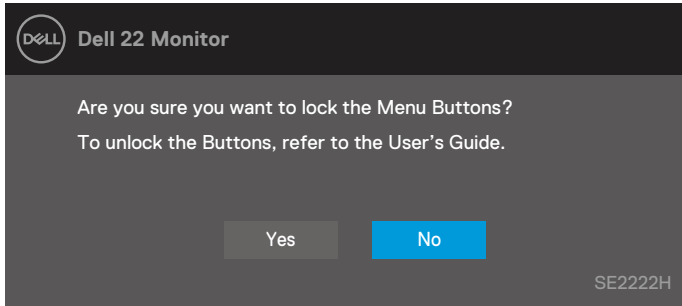 DELL Dell 22 Monitor
Are you sure you want to lock the Menu Buttons?
To unlock the Buttons, refer to the User’s Guide.
Yes No
SE2222H